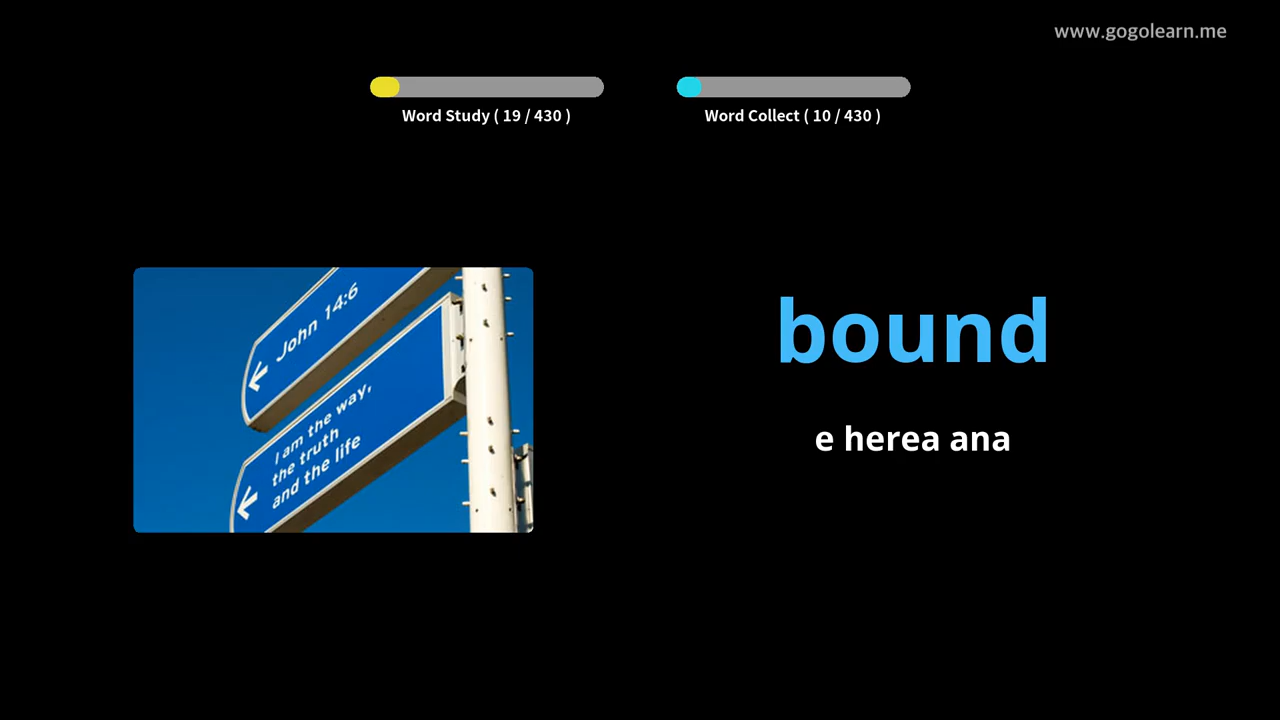 www.gogolearn.me
Word Study ( 19 / 430 )
Word Collect ( 10 / 430 )
John 14:6
I am the way,
the truth
and the life
bound
e herea ana